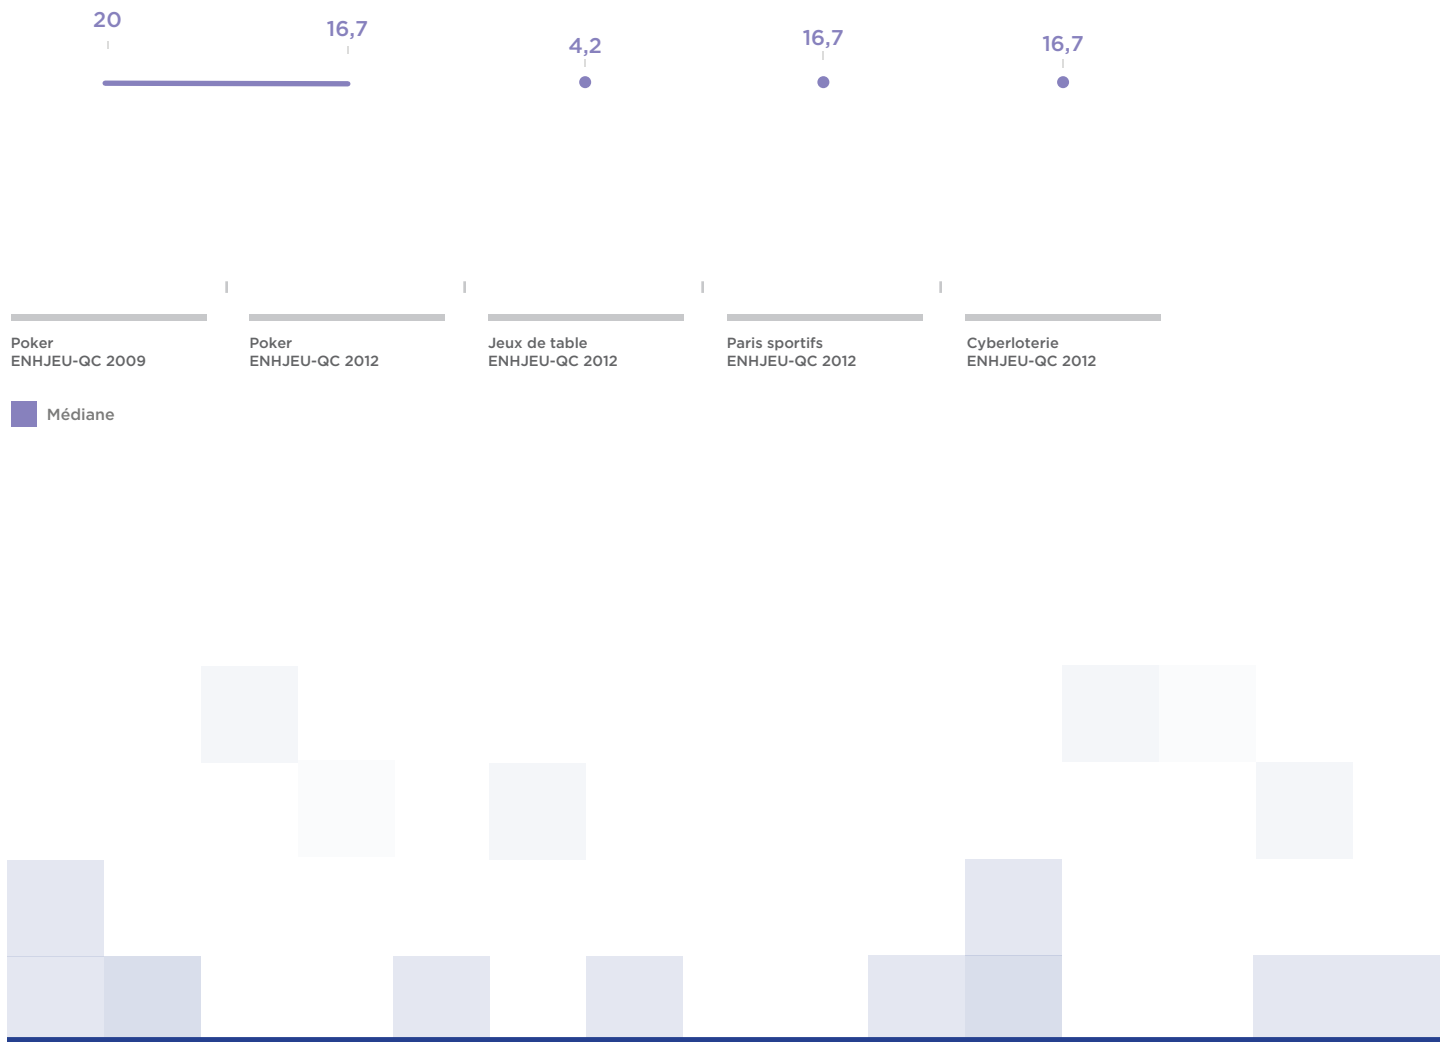 20
16,7
4,2
16,7
16,7
Poker
ENHJEU-QC 2009
Poker
ENHJEU-QC 2012
Jeux de table
ENHJEU-QC 2012
Paris sportifs
ENHJEU-QC 2012
Cyberloterie
ENHJEU-QC 2012
Médiane